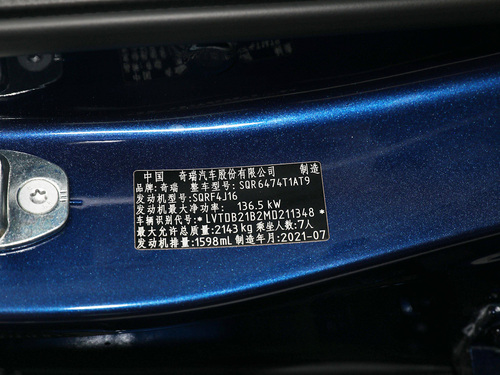 中国 奇瑞汽车股份有限公司 制造
品牌:奇瑞 整车型号:SQR6474T1AT9
发动机型号:SQRF4J16
发动机最大净功率: 136.5 kW
车辆识别代号:*LVTDB21B2MD211348*
最大允许总质量:2143 kg 乘坐人数:7人
发动机排量:1598mL 制造年月:2021-07